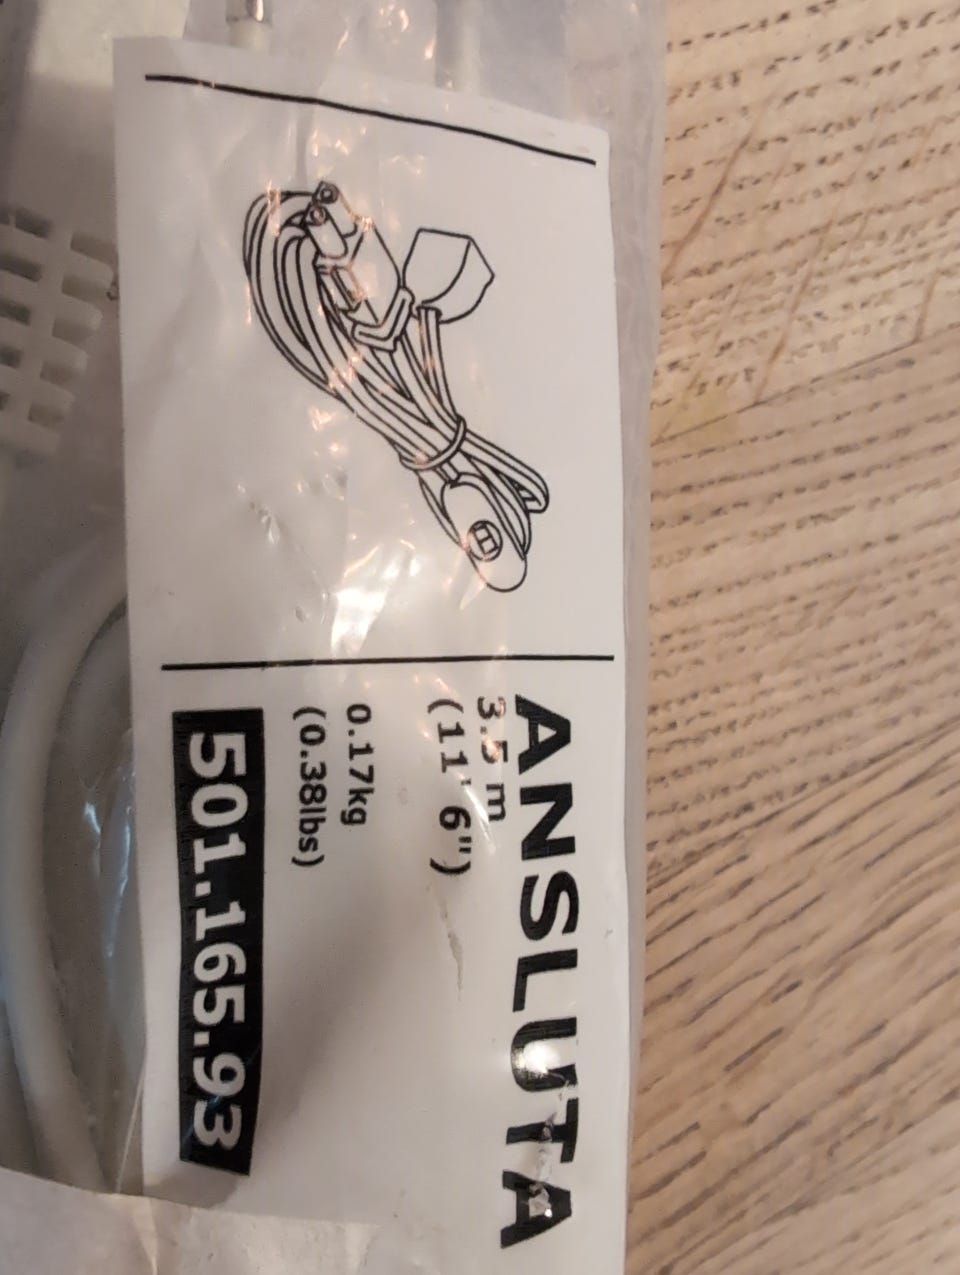 ANSLUTA
3.5 m
(11' 6")
0.17kg
(0.38lbs)
501.165.93